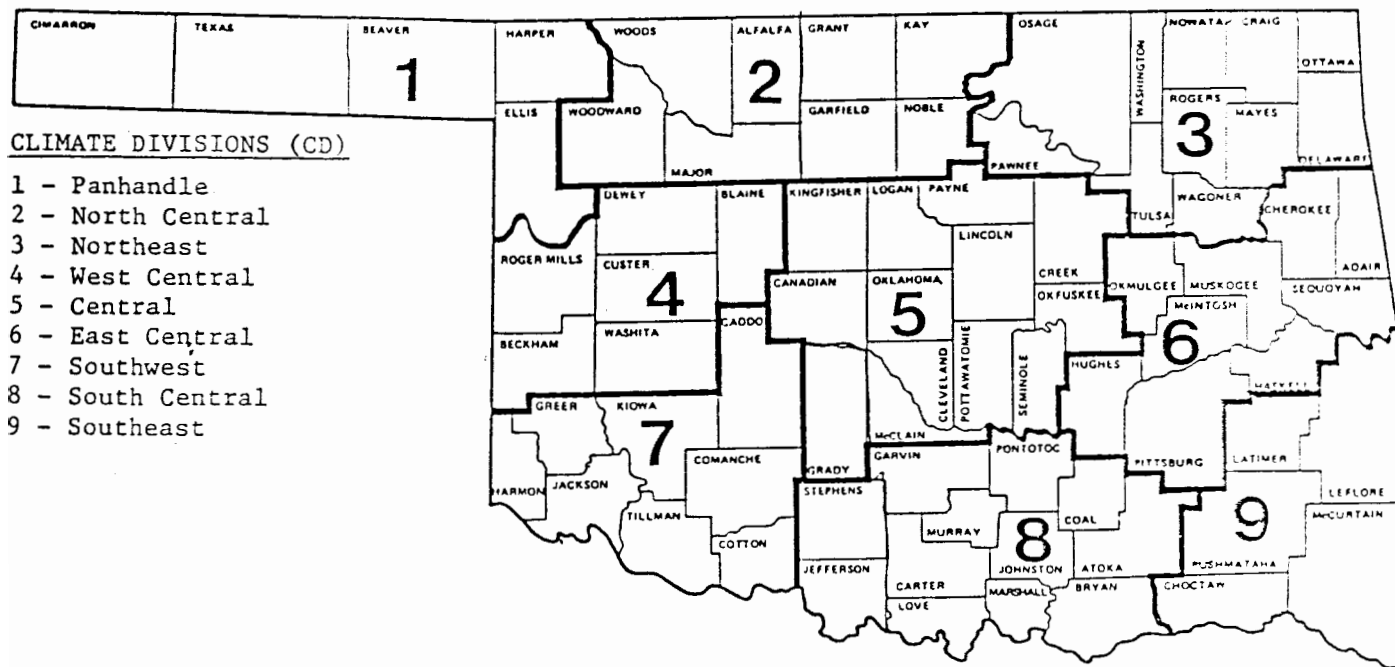 CIMARRON TEXAS BEAVER HARPER WOODS ALFALFA GRANT KAY OSAGE NOWATA CRAIG
1 2 WASHINGTON OTTAWA
ELLIS WOODWARD GARFIELD NOBLE ROGERS MAYES
3
CLIMATE DIVISIONS (CD)
1 - Panhandle
2 - North Central
3 - Northeast
4 - West Central
5 - Central
6 - East Central
7 - Southwest
8 - South Central
9 - Southeast
MAJOR PAWNEE DELAWARE
DEWEY BLAINE KINGFISHER LOGAN PAYNE WAGONER
TULSA CHEROKEE
LINCOLN
ROGER MILLS CUSTER CANADIAN OKLAHOMA CREEK OKMULGEE MUSKOGEE ADAIR
4 5 OKFUSKEE McINTOSH SEQUOYAH
WASHITA CADDO 6
BECKHAM CLEVELAND POTTAWATOMIE SEMINOLE HUGHES HASKELL
GREER KIOWA
7 McCLAIN
COMANCHE GRADY GARVIN PONTOTOC PITTSBURG LATIMER
HARMON JACKSON STEPHENS LEFLORE
TILLMAN MURRAY 8 COAL 9 McCURTAIN
COTTON
JEFFERSON JOHNSTON ATOKA PUSHMATAHA
CARTER MARSHALL BRYAN CHOCTAW
LOVE